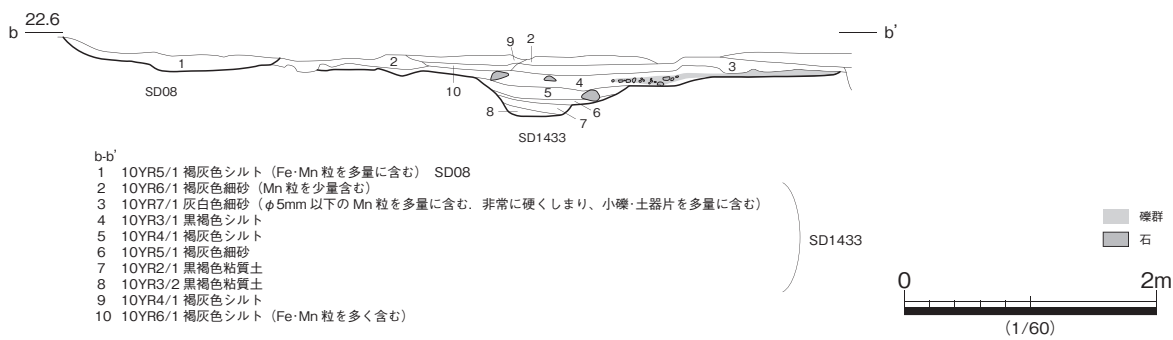 b 22.6 b'
9 2
1 2 4 3
SD08 10 5
8 6
7
SD1433
b-b'
1 10YR5/1 褐灰色シルト（Fe･Mn 粒を多量に含む） SD08
2 10YR6/1 褐灰色細砂（Mn 粒を少量含む）
3 10YR7/1 灰白色細砂（φ5mm 以下の Mn 粒を多量に含む．非常に硬くしまり、小礫･土器片を多量に含む）
4 10YR3/1 黒褐色シルト
5 10YR4/1 褐灰色シルト
6 10YR5/1 褐灰色細砂
7 10YR2/1 黒褐色粘質土
8 10YR3/2 黒褐色粘質土
9 10YR4/1 褐灰色シルト
10 10YR6/1 褐灰色シルト（Fe･Mn 粒を多く含む）
SD1433
礫群
石
0 2m
(1/60)